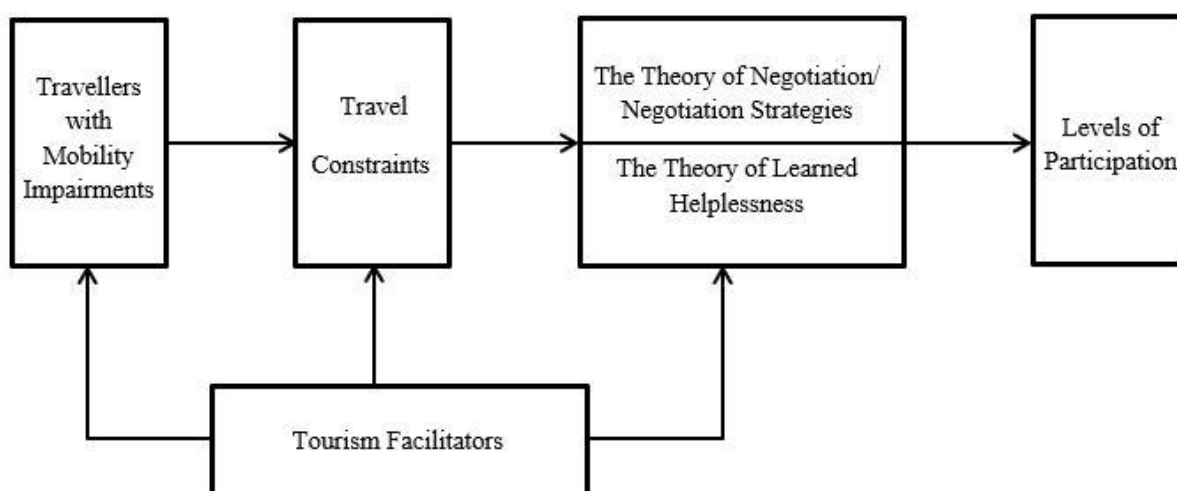 Travellers
with
Mobility
Impairments
Travel
Constraints
The Theory of Negotiation/
Negotiation Strategies
The Theory of Learned
Helplessness
Levels of
Participation
Tourism Facilitators